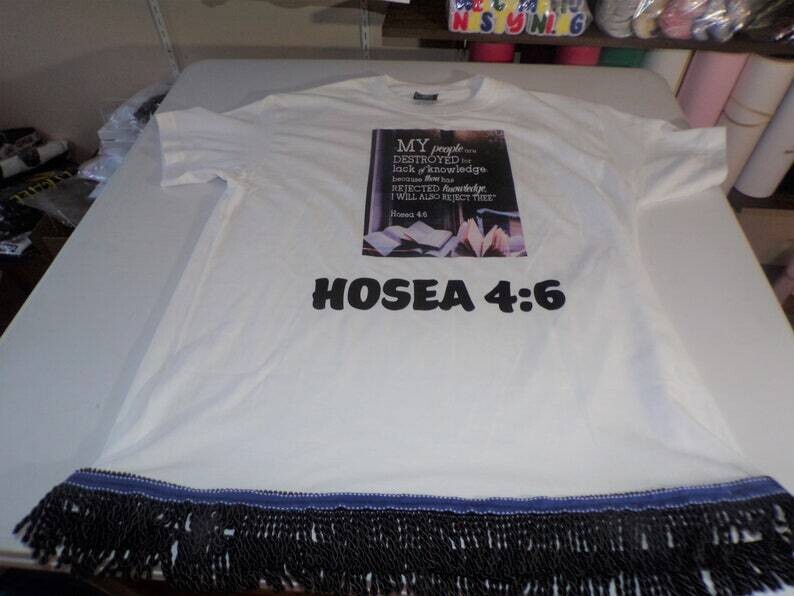 MY people are
DESTROYED for
lack of knowledge:
because thou has
REJECTED knowledge,
I WILL ALSO REJECT THEE"
Hosea 4:6
HOSEA 4:6